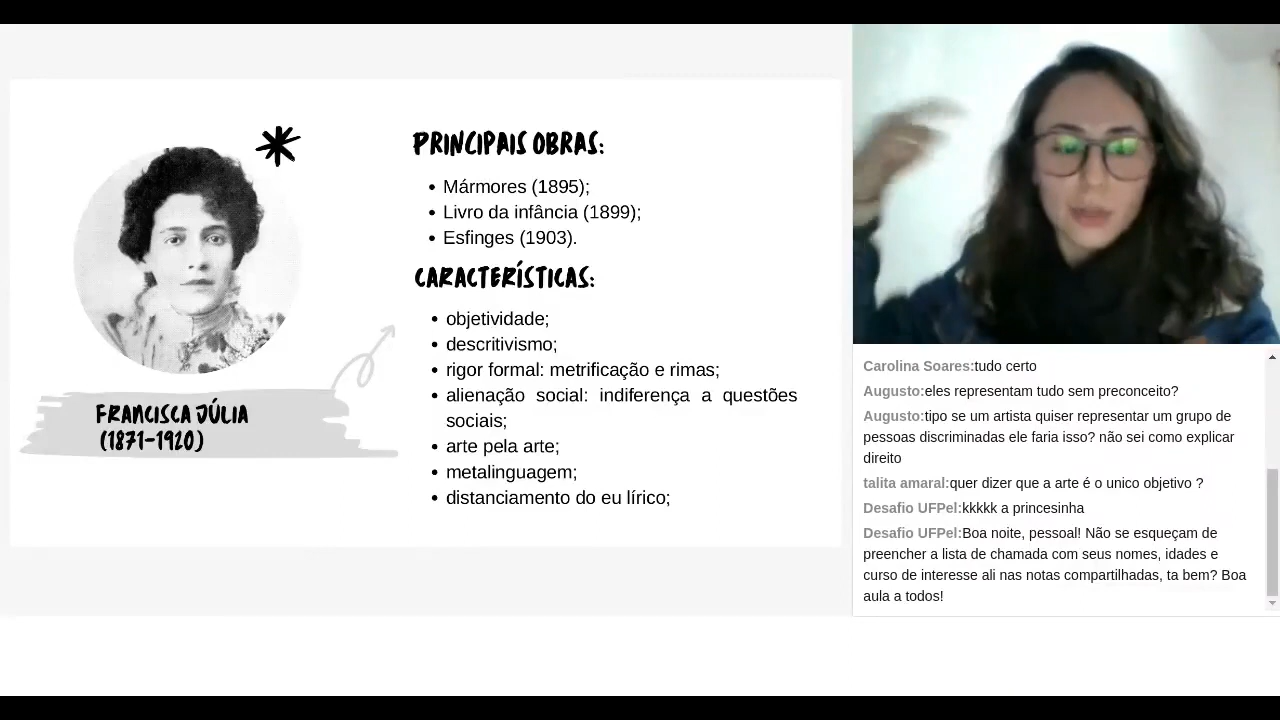 PRINCIPAIS OBRAS:
Mármores (1895);
Livro da infância (1899);
Esfinges (1903).
CARACTERÍSTICAS:
objetividade;
descritivismo;
rigor formal: metrificação e rimas;
alienação social: indiferença a questões
sociais;
arte pela arte;
metalinguagem;
distanciamento do eu lírico;
FRANCISCA JÚLIA
(1871-1920)
Carolina Soares:tudo certo
Augusto:eles representam tudo sem preconceito?
Augusto:tipo se um artista quiser representar um grupo de
pessoas discriminadas ele faria isso? não sei como explicar
direito
talita amaral:quer dizer que a arte é o unico objetivo ?
Desafio UFPel:kkkkk a princesinha
Desafio UFPel:Boa noite, pessoal! Não se esqueçam de
preencher a lista de chamada com seus nomes, idades e
curso de interesse ali nas notas compartilhadas, ta bem? Boa
aula a todos!